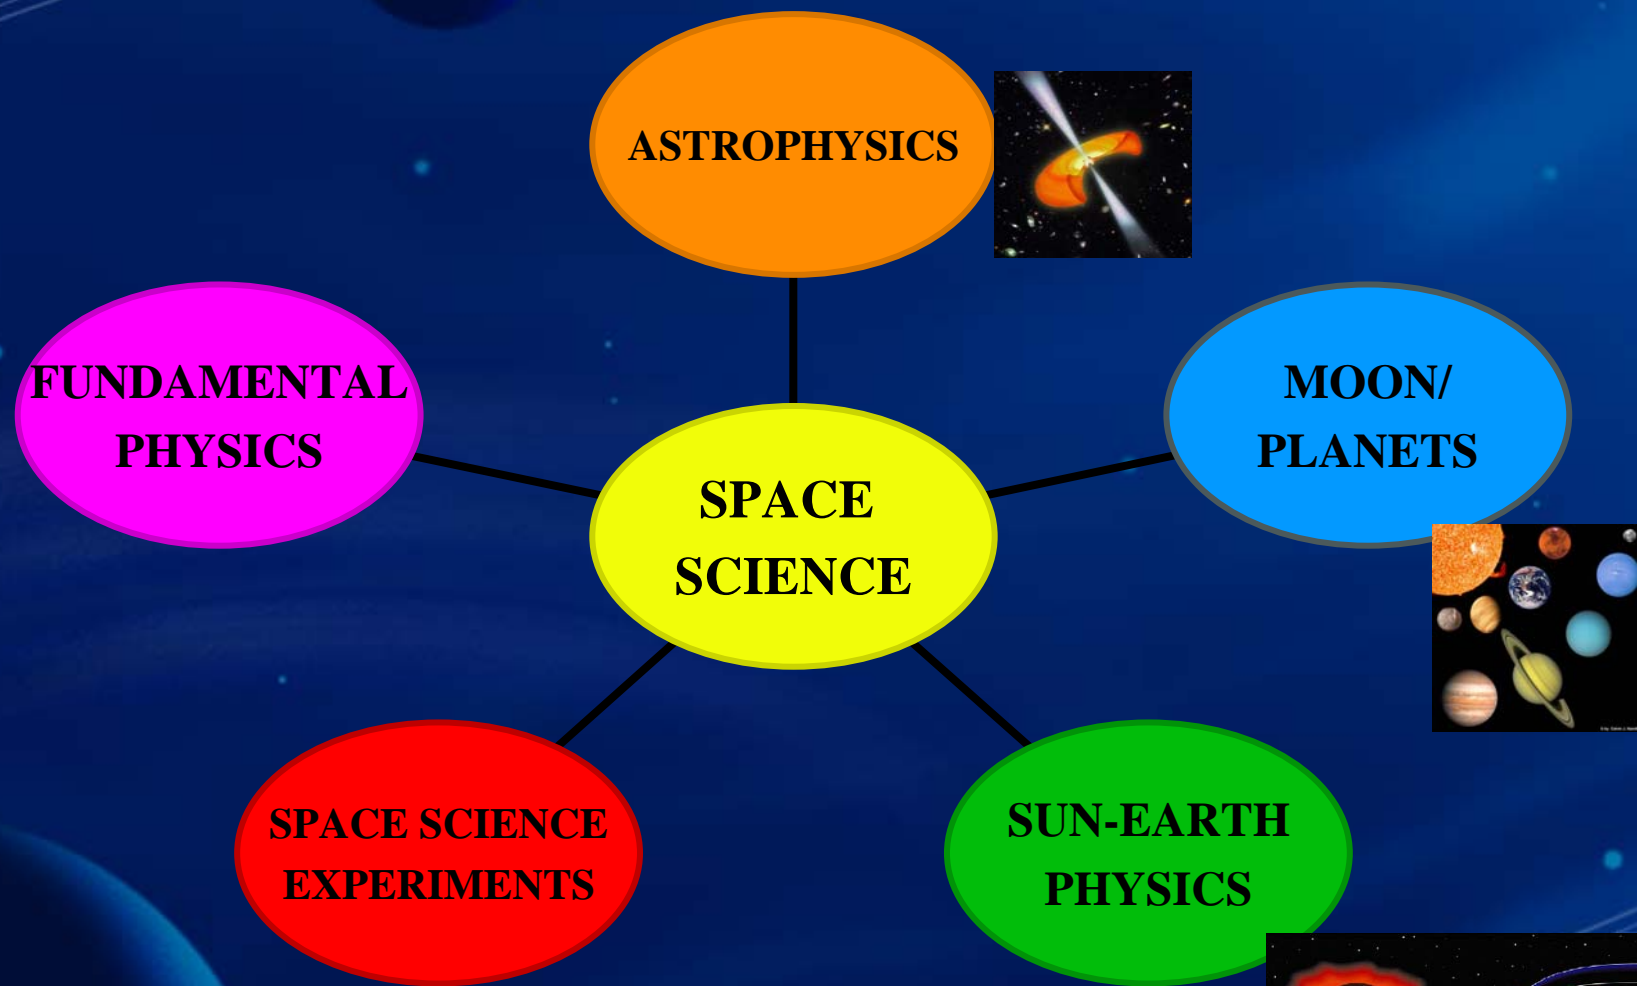 ASTROPHYSICS
FUNDAMENTAL
PHYSICS
MOON/
PLANETS
SPACE
SCIENCE
SPACE SCIENCE
EXPERIMENTS
SUN-EARTH
PHYSICS